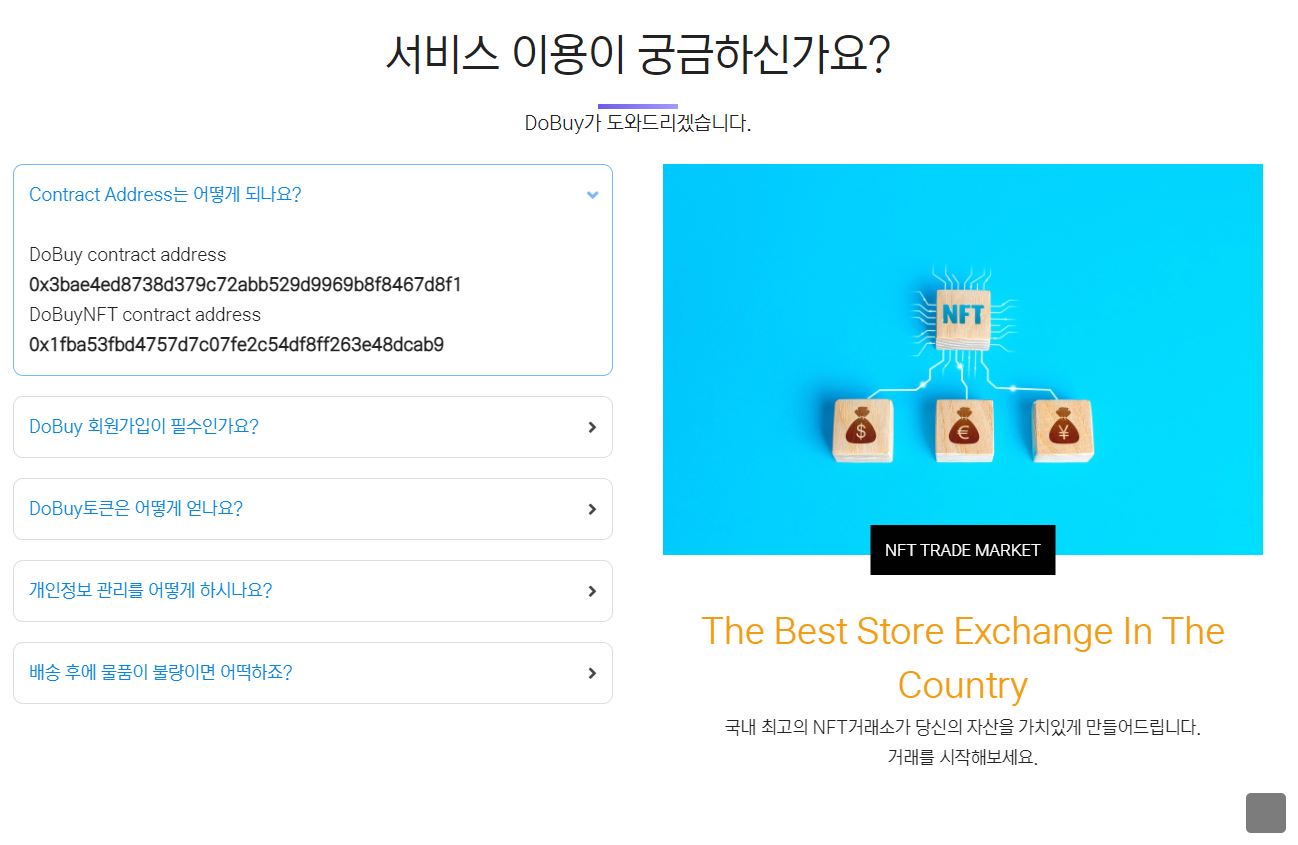 서비스 이용이 궁금하신가요?
DoBuy가 도와드리겠습니다.
Contract Address는 어떻게 되나요?
DoBuy contract address
0x3bae4ed8738d379c72abb529d9969b8f8467d8f1
DoBuyNFT contract address
0x1fba53fbd4757d7c07fe2c54df8ff263e48dcab9
DoBuy 회원가입이 필수인가요?
DoBuy토큰은 어떻게 얻나요?
개인정보 관리를 어떻게 하시나요?
배송 후에 물품이 불량이면 어떡하죠?
NFT
$
€
¥
NFT TRADE MARKET
The Best Store Exchange In The
Country
국내 최고의 NFT거래소가 당신의 자산을 가치있게 만들어드립니다.
거래를 시작해보세요.